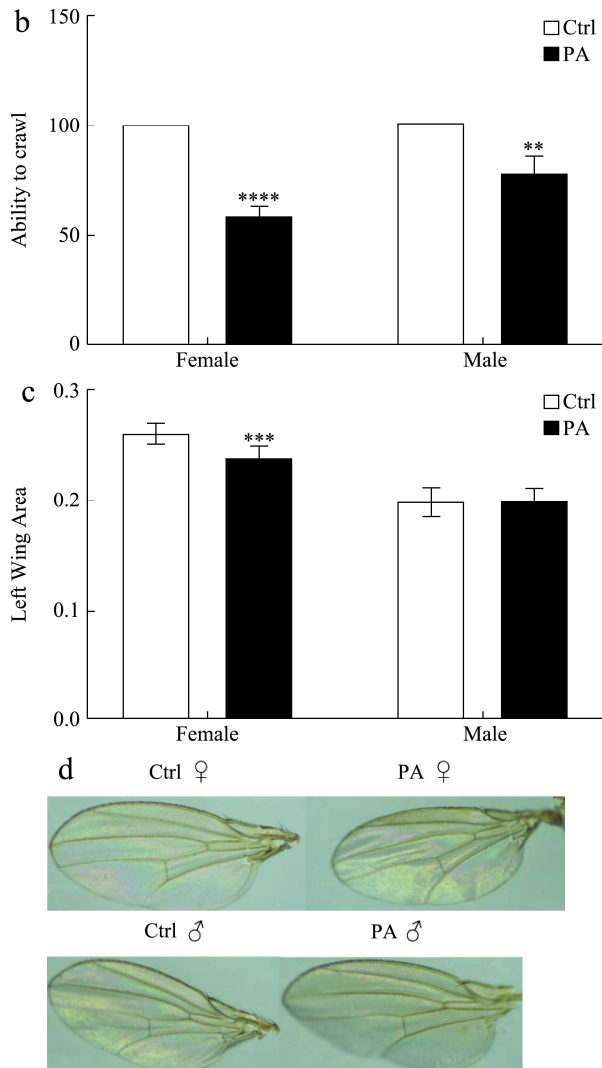 b
150
100
50
0
Ability to crawl
Ctrl
PA
****
**
Female
Male
c
0.3
0.2
0.1
0.0
Left Wing Area
Ctrl
PA
***
Female
Male
d
Ctrl ♀
PA ♀
Ctrl ♂
PA ♂